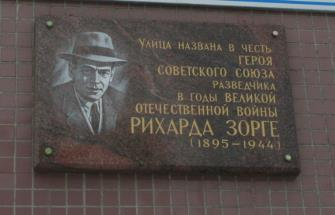 Улица названа в честь
Героя
Советского Союза
разведчика
в годы Великой
Отечественной войны
РИХАРДА ЗОРГЕ
(1895–1944)